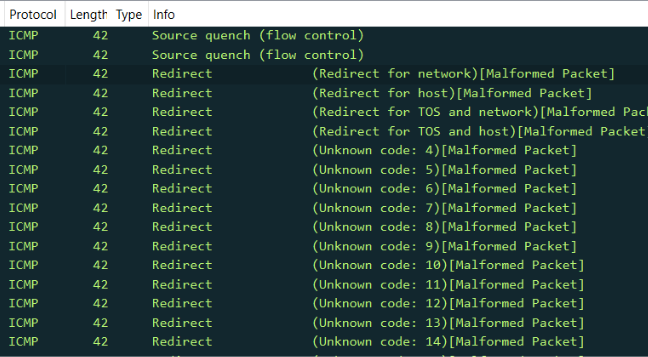 Protocol Length Type Info
ICMP 42 Source quench (flow control)
ICMP 42 Source quench (flow control)
ICMP 42 Redirect (Redirect for network)[Malformed Packet]
ICMP 42 Redirect (Redirect for host)[Malformed Packet]
ICMP 42 Redirect (Redirect for TOS and network)[Malformed Pac
ICMP 42 Redirect (Redirect for TOS and host)[Malformed Packet
ICMP 42 Redirect (Unknown code: 4)[Malformed Packet]
ICMP 42 Redirect (Unknown code: 5)[Malformed Packet]
ICMP 42 Redirect (Unknown code: 6)[Malformed Packet]
ICMP 42 Redirect (Unknown code: 7)[Malformed Packet]
ICMP 42 Redirect (Unknown code: 8)[Malformed Packet]
ICMP 42 Redirect (Unknown code: 9)[Malformed Packet]
ICMP 42 Redirect (Unknown code: 10)[Malformed Packet]
ICMP 42 Redirect (Unknown code: 11)[Malformed Packet]
ICMP 42 Redirect (Unknown code: 12)[Malformed Packet]
ICMP 42 Redirect (Unknown code: 13)[Malformed Packet]
ICMP 42 Redirect (Unknown code: 14)[Malformed Packet]